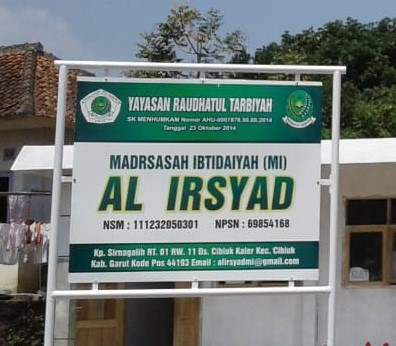 YAYASAN RAUDHATUL TARBIYAH
SK MENHUMKAM Nomor AHU-0007878.50.80.2014
Tanggal 23 Oktober 2014
MADRSASAH IBTIDAIYAH (MI)
AL IRSYAD
NSM : 111232050301 NPSN : 69854168
Kp. Sirnagalih RT. 01 RW. 11 Ds. Cibiuk Kaler Kec. Cibiuk
Kab. Garut Kode Pos 44193 Email : alirsyadmi@gmail.com